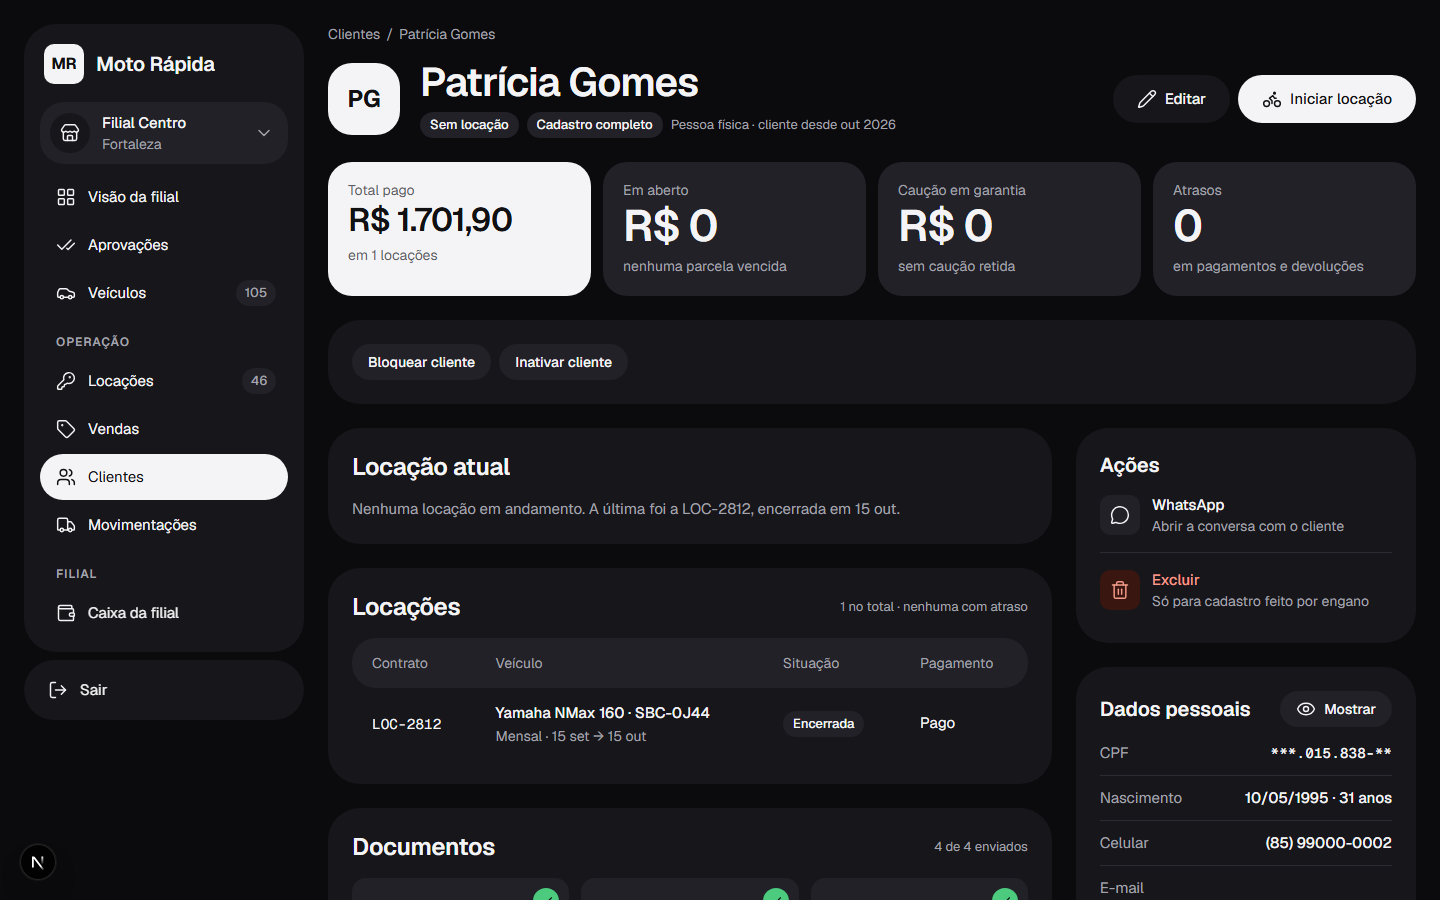 MR Moto Rápida
Filial Centro
Fortaleza
Visão da filial
Aprovações
Veículos 105
OPERAÇÃO
Locações 46
Vendas
Clientes
Movimentações
FILIAL
Caixa da filial
Sair
N
Clientes / Patrícia Gomes
PG
Patrícia Gomes
Sem locação Cadastro completo Pessoa física · cliente desde out 2026
Editar
Iniciar locação
Total pago
R$ 1.701,90
em 1 locações
Em aberto
R$ 0
nenhuma parcela vencida
Caução em garantia
R$ 0
sem caução retida
Atrasos
0
em pagamentos e devoluções
Bloquear cliente Inativar cliente
Locação atual
Nenhuma locação em andamento. A última foi a LOC-2812, encerrada em 15 out.
Locações 1 no total · nenhuma com atraso
Contrato Veículo Situação Pagamento
LOC-2812 Yamaha NMax 160 · SBC-0J44 Encerrada Pago
Mensal · 15 set → 15 out
Documentos 4 de 4 enviados
Ações
WhatsApp
Abrir a conversa com o cliente
Excluir
Só para cadastro feito por engano
Dados pessoais Mostrar
CPF ***.015.838-**
Nascimento 10/05/1995 · 31 anos
Celular (85) 99000-0002
E-mail